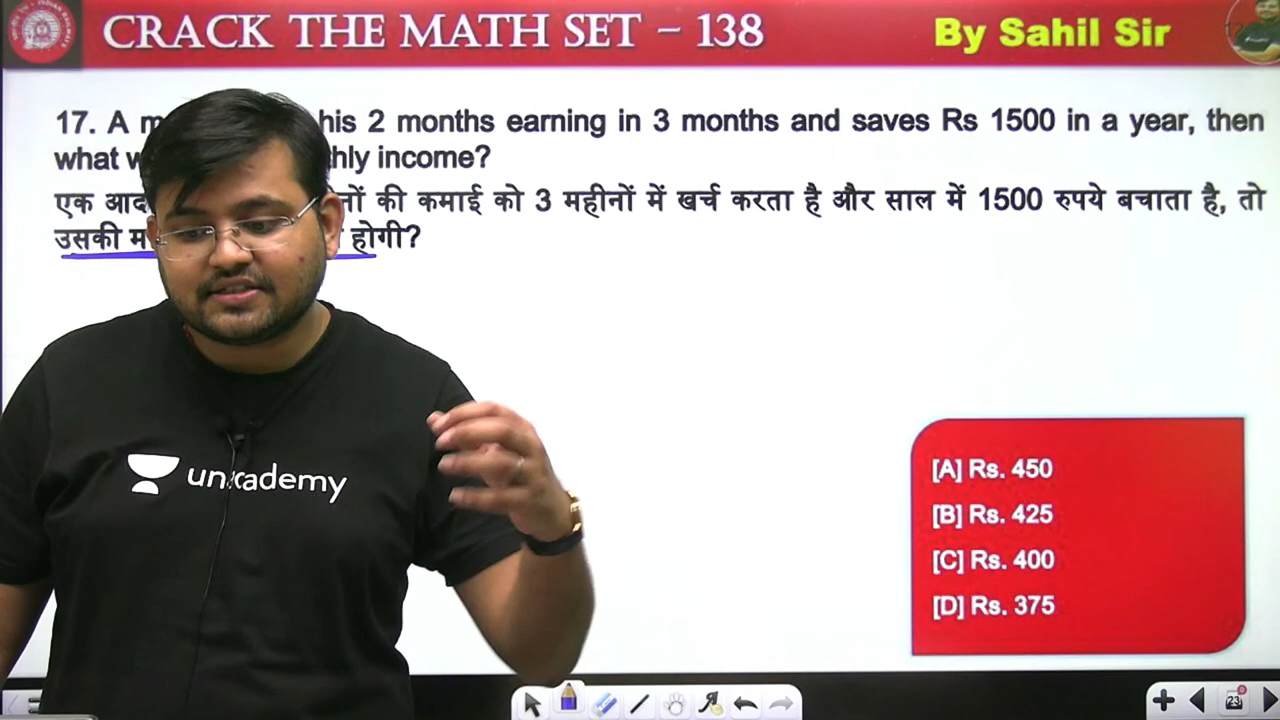 CRACK THE MATH SET - 138
By Sahil Sir
17. A his 2 months earning in 3 months and saves Rs 1500 in a year, then
what income?
एक की कमाई को 3 महीनों में खर्च करता है और साल में 1500 रुपये बचाता है, तो
उसकी होगी?
unacademy
[A] Rs. 450
[B] Rs. 425
[C] Rs. 400
[D] Rs. 375
23